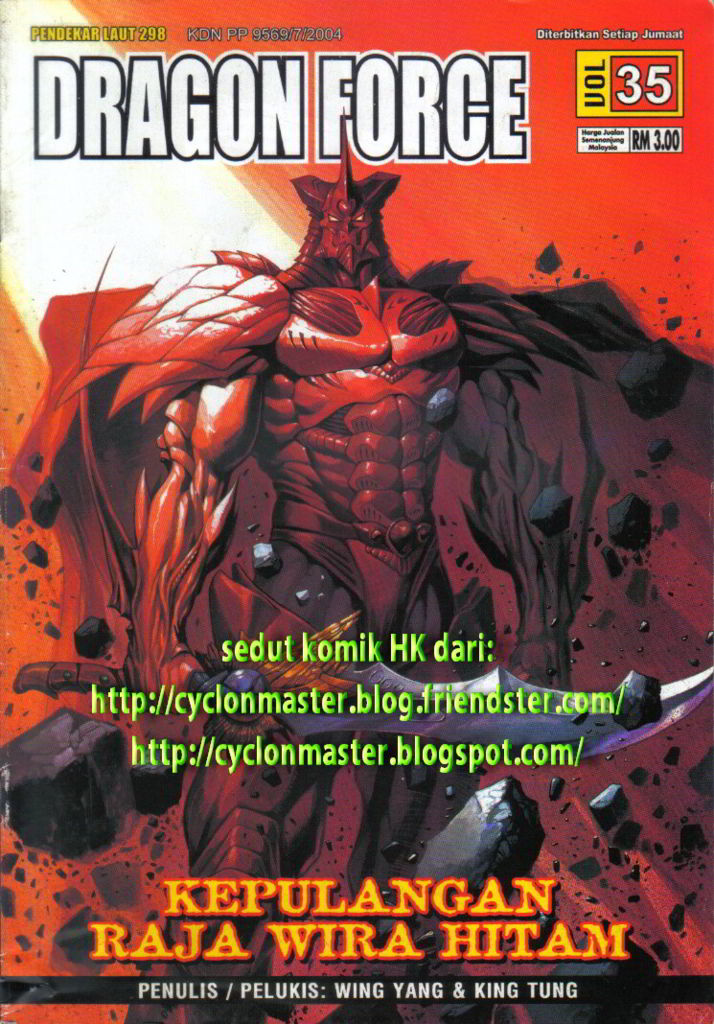 PENDEKAR LAUT 298 KDN PP 9569/7/2004 Diterbitkan Setiap Jumaat
DRAGON FORCE
VOL 35
Harga Jualan
Semenanjung
Malaysia
RM 3.00
sedut komik HK dari:
http://cyclonmaster.blog.friendster.com/
http://cyclonmaster.blogspot.com/
KEPULANGAN
RAJA WIRA HITAM
PENULIS / PELUKIS: WING YANG & KING TUNG